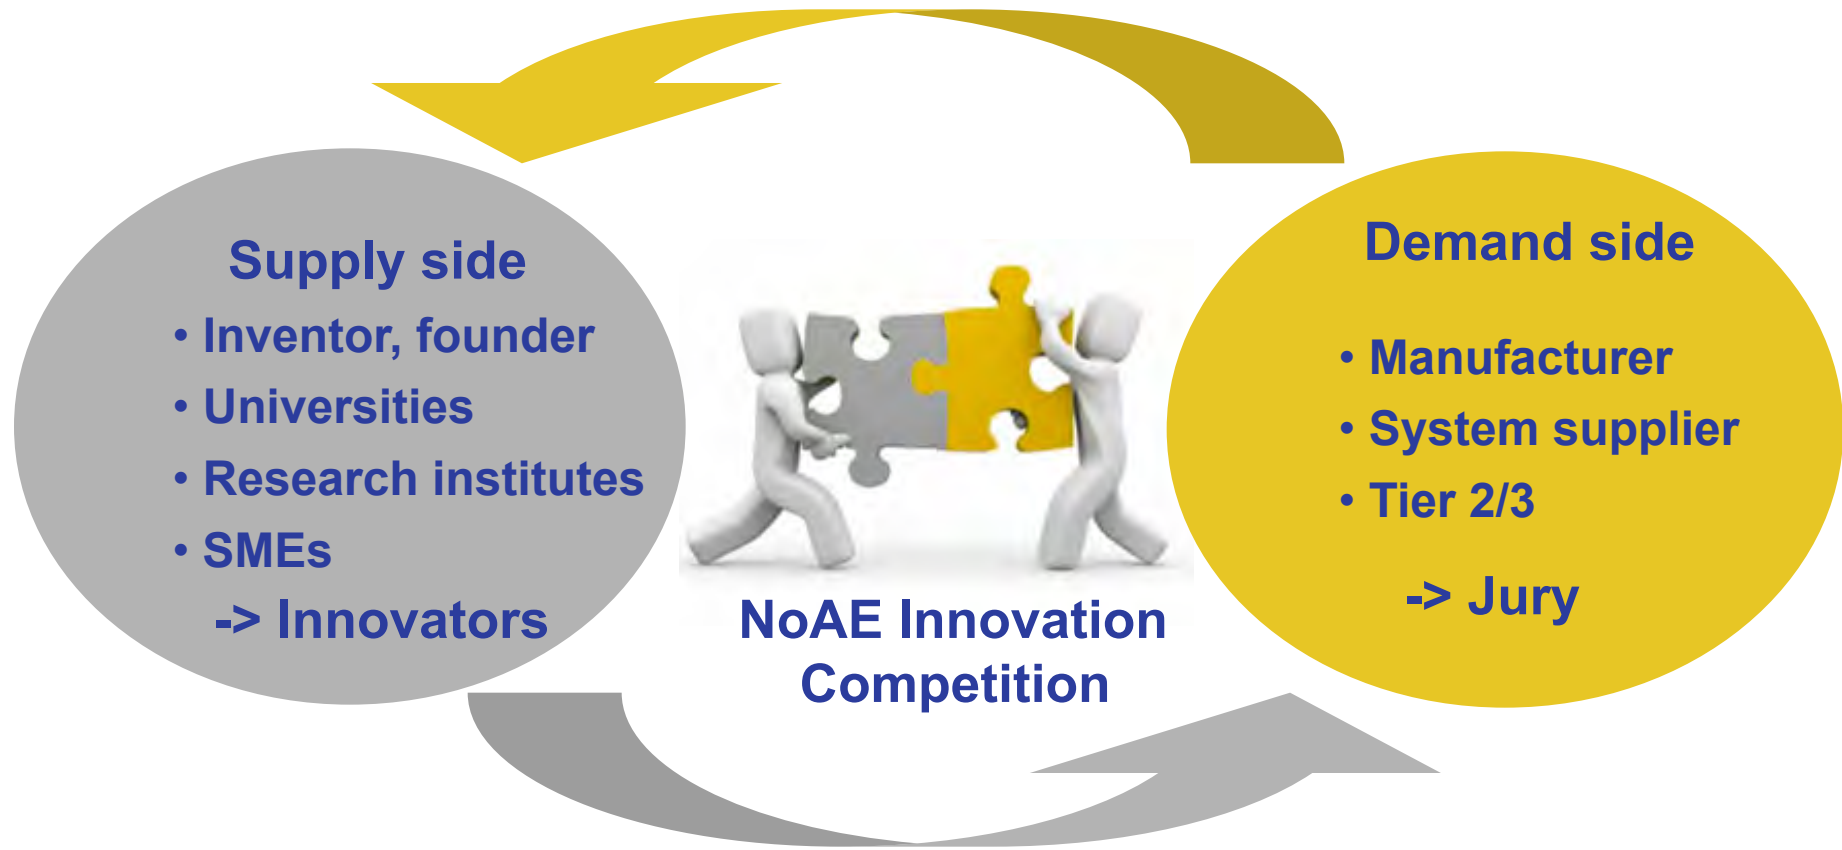 Supply side
• Inventor, founder
• Universities
• Research institutes
• SMEs
-> Innovators
NoAE Innovation
Competition
Demand side
• Manufacturer
• System supplier
• Tier 2/3
-> Jury